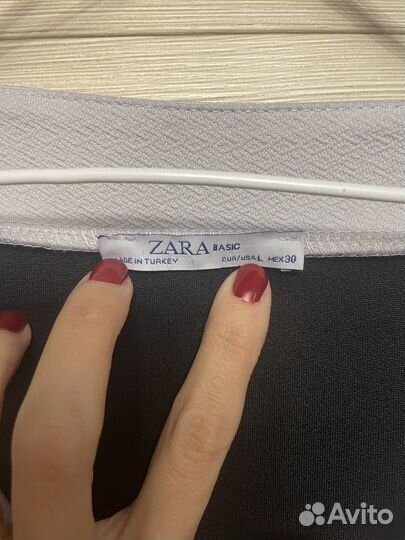 ZARA BASIC
MADE IN TURKEY EUR/USA L MEX 30
Avito